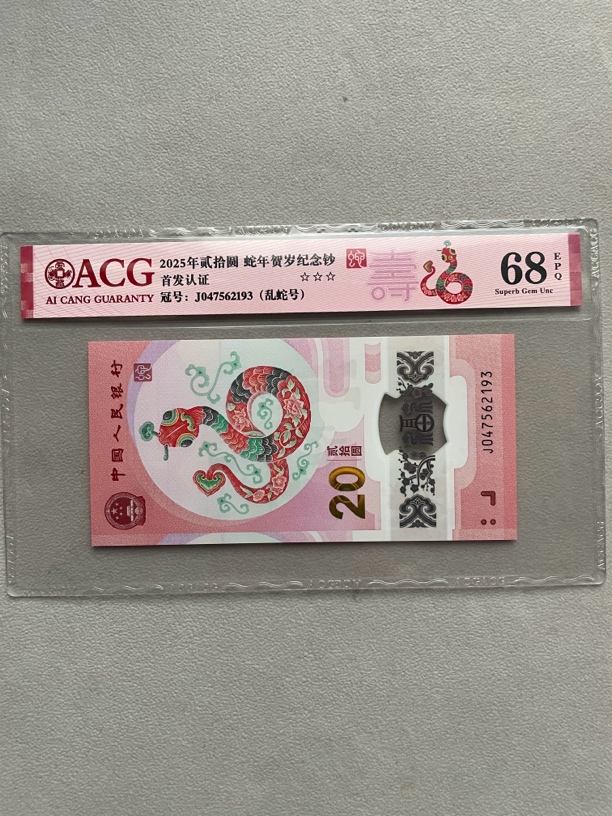 ACG
AI CANG GUARANTY
2025年贰拾圆 蛇年贺岁纪念钞
首发认证 ☆☆☆
冠号：J047562193（乱蛇号）
壽
68
EPQ
Superb Gem Unc
中国人民银行
贰拾圆
20
J047562193